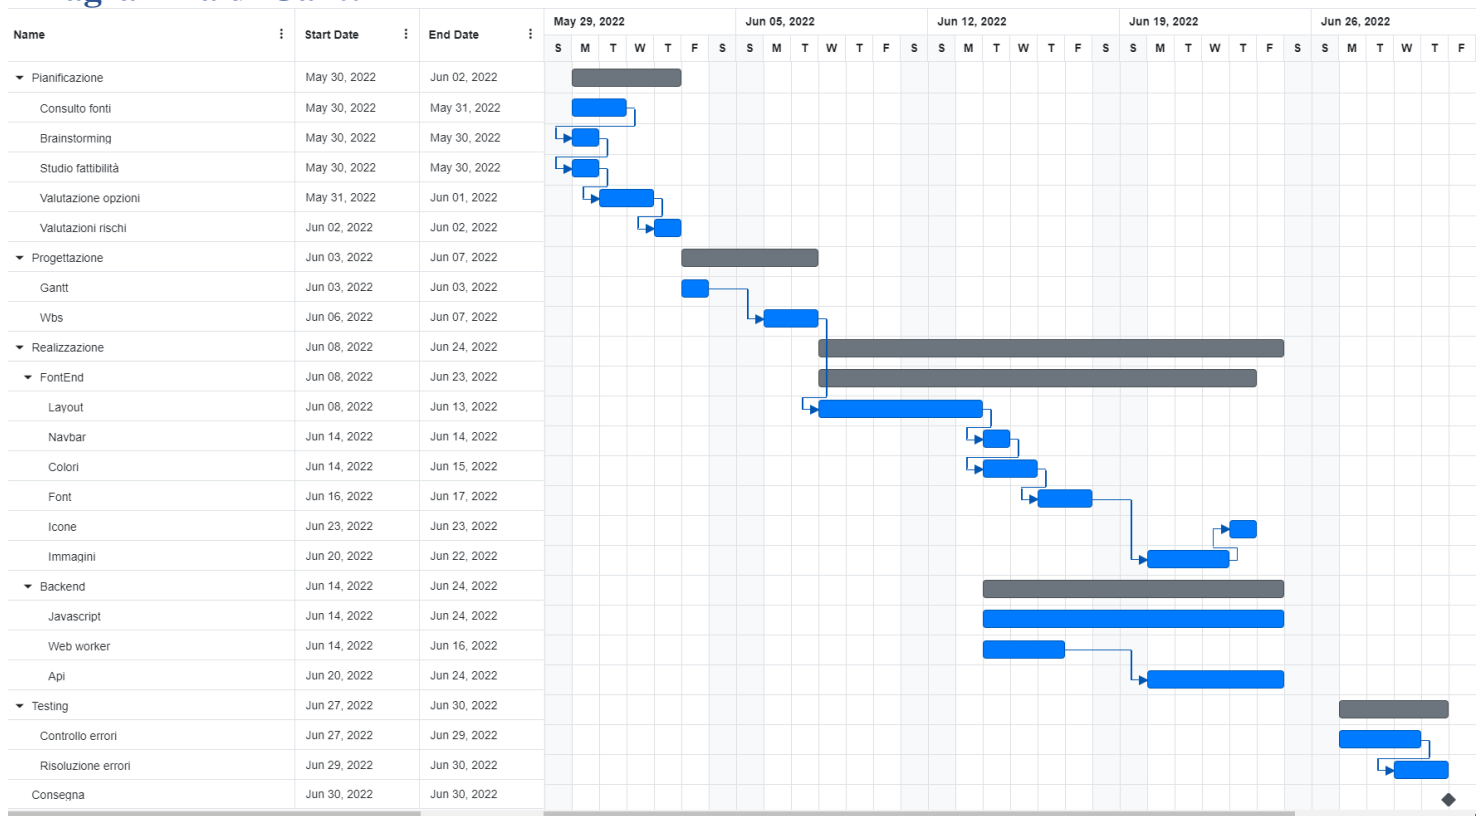 May 29, 2022 Jun 05, 2022 Jun 12, 2022 Jun 19, 2022 Jun 26, 2022
Name Start Date End Date
S M T W T F S S M T W T F S S M T W T F S S M T W T F S S M T W T F
Pianificazione May 30, 2022 Jun 02, 2022
Consulto fonti May 30, 2022 May 31, 2022
Brainstorming May 30, 2022 May 30, 2022
Studio fattibilità May 30, 2022 May 30, 2022
Valutazione opzioni May 31, 2022 Jun 01, 2022
Valutazioni rischi Jun 02, 2022 Jun 02, 2022
Progettazione Jun 03, 2022 Jun 07, 2022
Gantt Jun 03, 2022 Jun 03, 2022
Wbs Jun 06, 2022 Jun 07, 2022
Realizzazione Jun 08, 2022 Jun 24, 2022
FontEnd Jun 08, 2022 Jun 23, 2022
Layout Jun 08, 2022 Jun 13, 2022
Navbar Jun 14, 2022 Jun 14, 2022
Colori Jun 14, 2022 Jun 15, 2022
Font Jun 16, 2022 Jun 17, 2022
Icone Jun 23, 2022 Jun 23, 2022
Immagini Jun 20, 2022 Jun 22, 2022
Backend Jun 14, 2022 Jun 24, 2022
Javascript Jun 14, 2022 Jun 24, 2022
Web worker Jun 14, 2022 Jun 16, 2022
Api Jun 20, 2022 Jun 24, 2022
Testing Jun 27, 2022 Jun 30, 2022
Controllo errori Jun 27, 2022 Jun 29, 2022
Risoluzione errori Jun 29, 2022 Jun 30, 2022
Consegna Jun 30, 2022 Jun 30, 2022